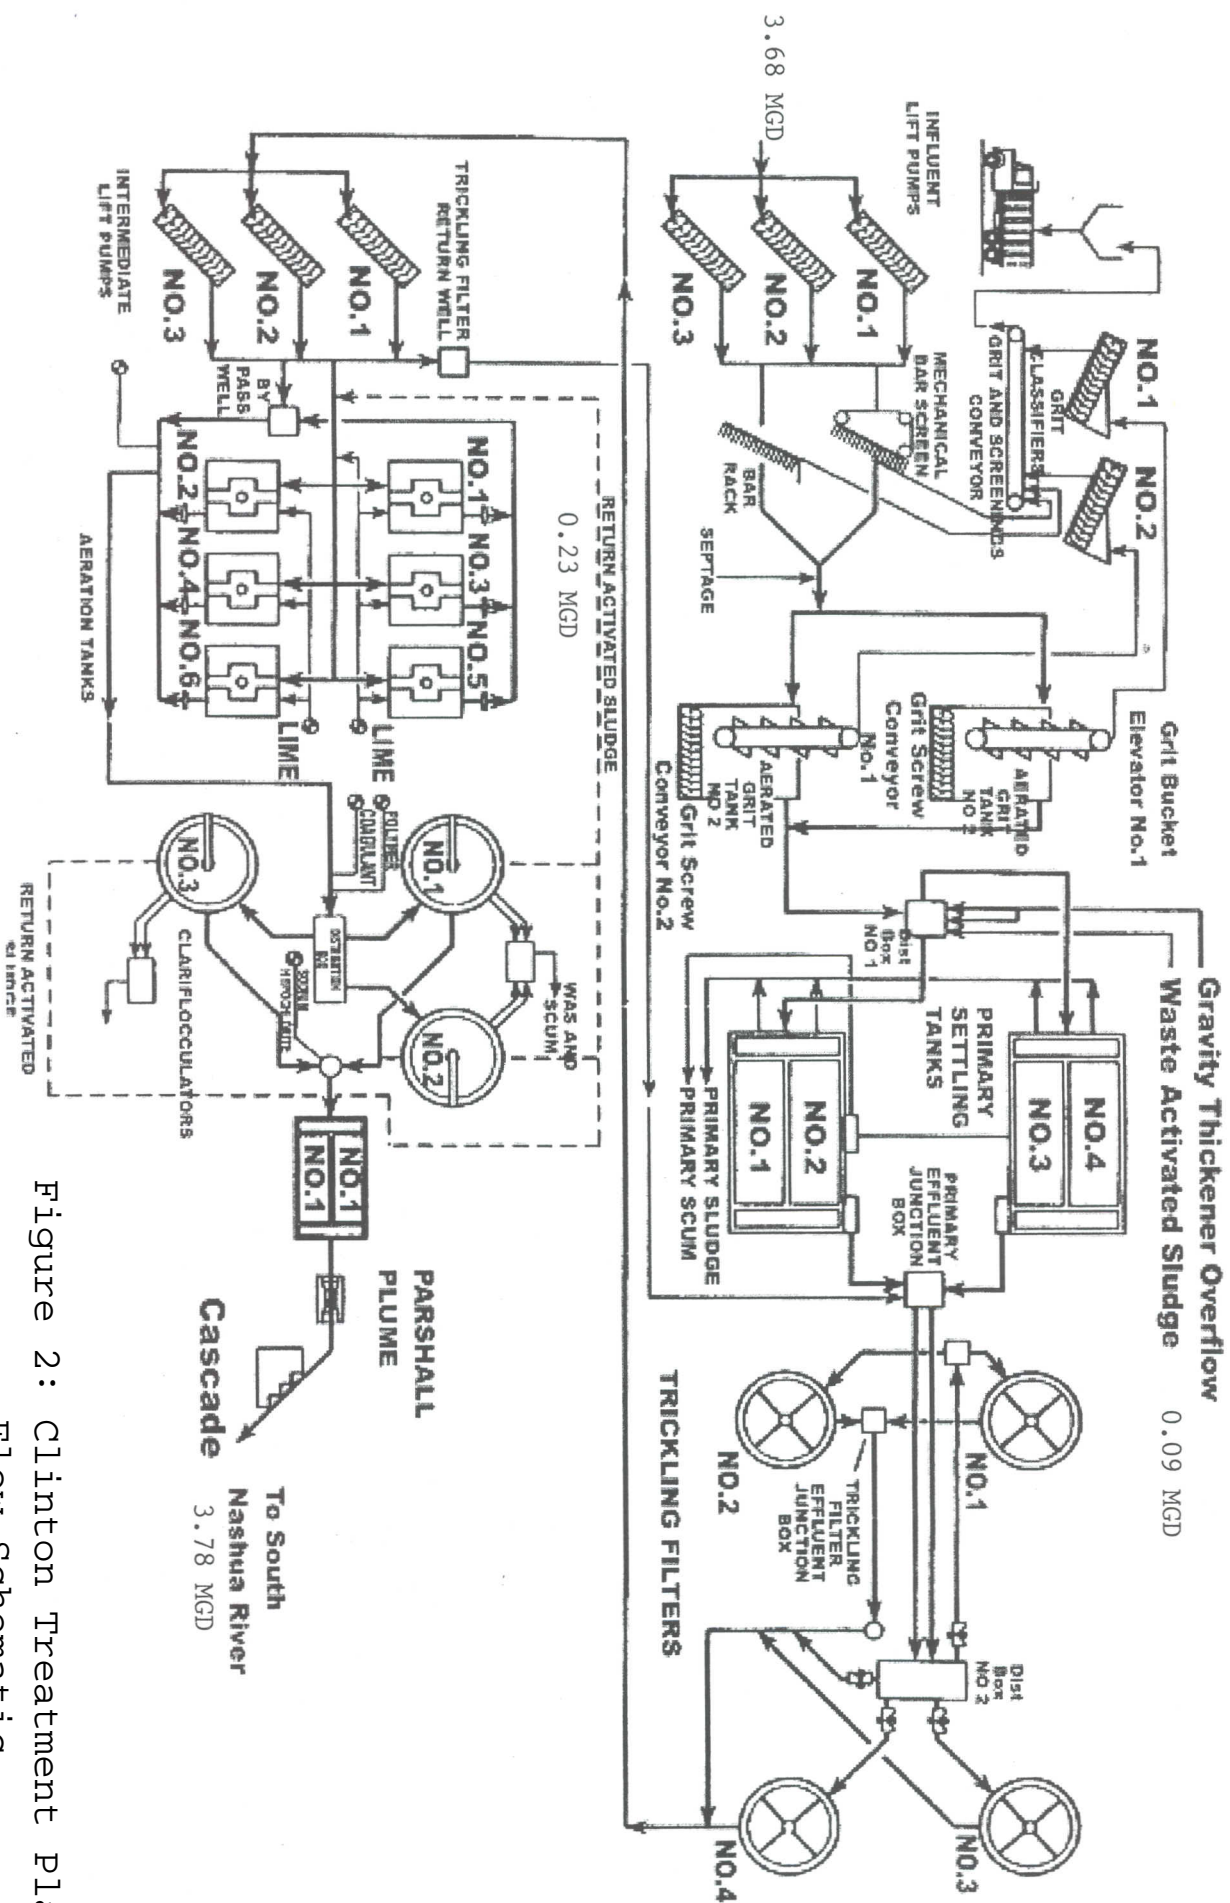 Gravity Thickener Overflow
Waste Activated Sludge
0.09 MGD
NO.1
NO.2
GRIT
CLASSIFIERS
GRIT AND SCREENINGS
CONVEYOR
Grit Bucket
Elevator No.1
INFLUENT
LIFT PUMPS
3.68 MGD
NO.1
NO.2
NO.3
MECHANICAL
BAR SCREEN
BAR
RACK
SEPTAGE
AERATED
GRIT
TANK
NO 2
Grit Screw
Conveyor
No.1
AERATED
GRIT
TANK
NO 2
Grit Screw
Conveyor No.2
Dist
Box
NO 1
PRIMARY
SETTLING
TANKS
NO.4
NO.3
NO.2
NO.1
PRIMARY SLUDGE
PRIMARY SCUM
PRIMARY
EFFLUENT
JUNCTION
BOX
NO.1
NO.2
TRICKLING
FILTER
EFFLUENT
JUNCTION
BOX
Dist
Box
NO 2
NO.3
NO.4
TRICKLING FILTERS
TRICKLING FILTER
RETURN WELL
NO.1
NO.2
NO.3
INTERMEDIATE
LIFT PUMPS
BY
PASS
WELL
RETURN ACTIVATED SLUDGE
0.23 MGD
NO.1
NO.3
NO.5
NO.2
NO.4
NO.6
LIME
LIME
AERATION TANKS
POLYMER
COAGULANT
NO.1
NO.2
NO.3
DISTRIBUTION
BOX
SODIUM
HYPOCHLORITE
WAS AND
SCUM
CLARIFLOCCULATORS
RETURN ACTIVATED
NO.1
NO.1
PARSHALL
PLUME
Cascade
To South
Nashua River
3.78 MGD
Figure 2: Clinton Treatment
Flow Schematic